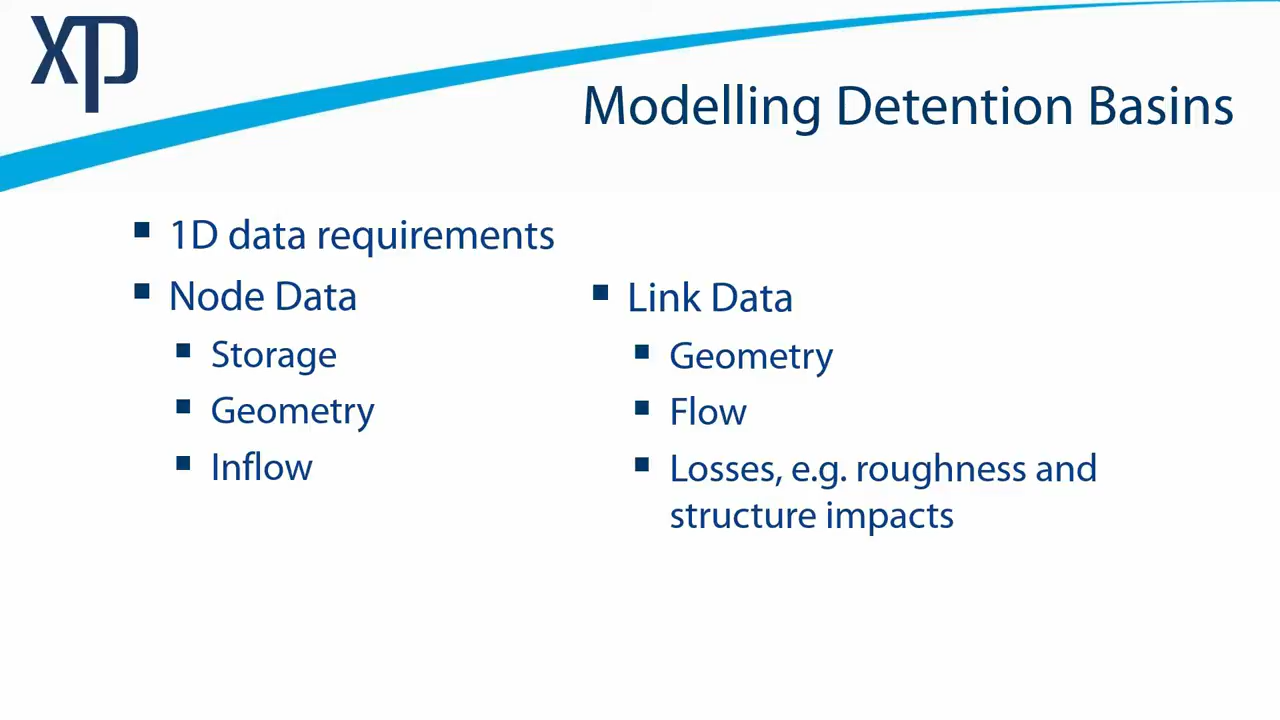 xp
Modelling Detention Basins
1D data requirements
Node Data
Storage
Geometry
Inflow
Link Data
Geometry
Flow
Losses, e.g. roughness and
structure impacts